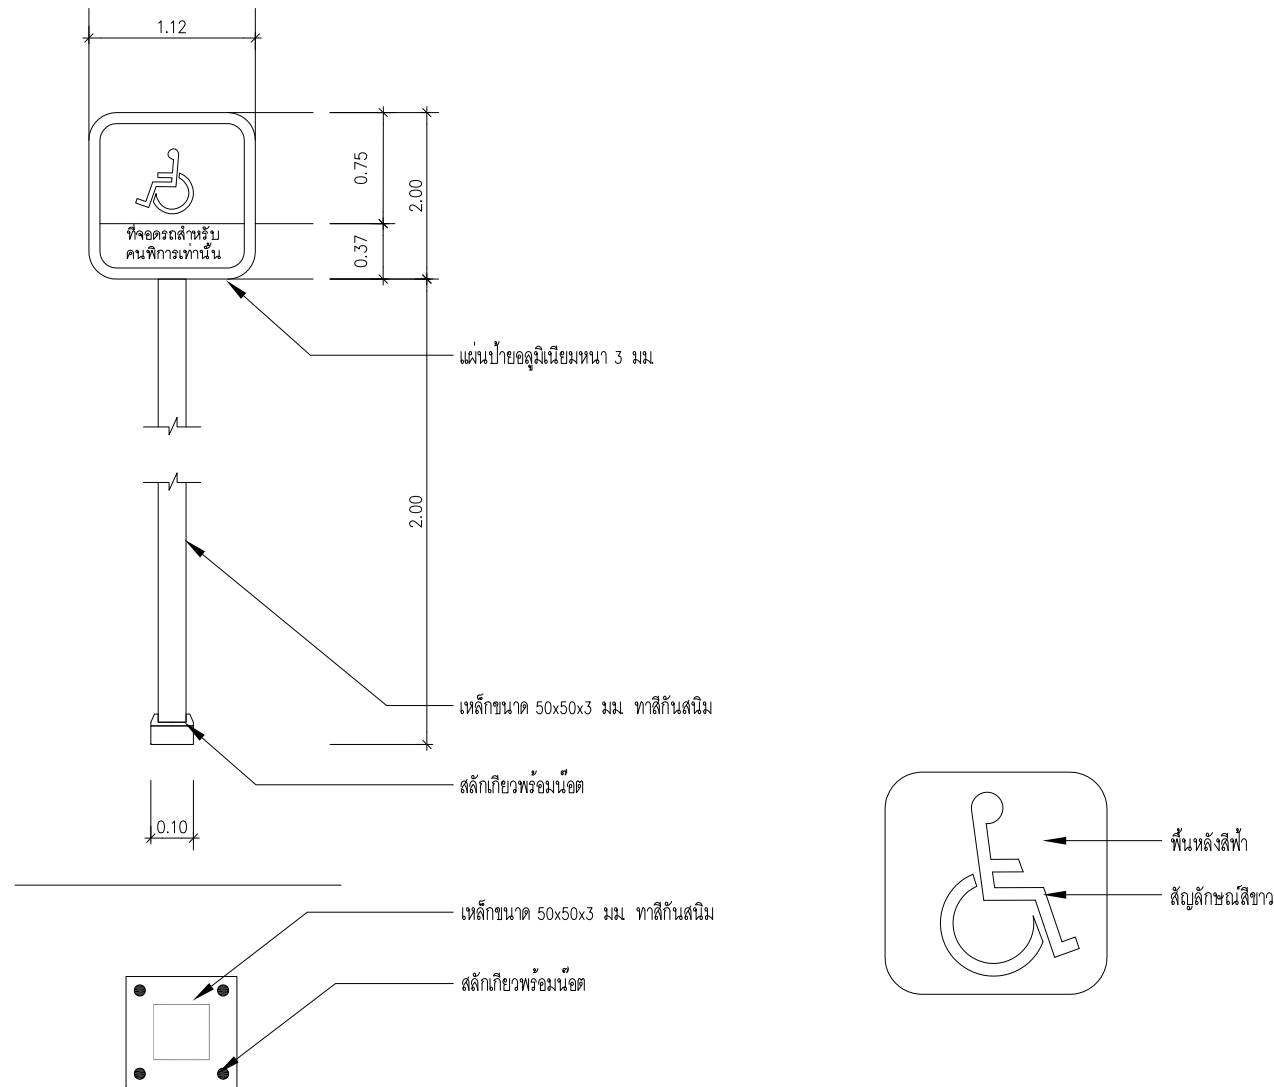 1.12
0.75
2.00
0.37
ที่จอดรถสำหรับ
คนพิการเท่านั้น
แผ่นป้ายอลูมิเนียมหนา 3 มม.
2.00
เหล็กขนาด 50x50x3 มม. ทาสีกันสนิม
สลักเกียวพร้อมน๊อต
0.10
พื้นหลังสีฟ้า
สัญลักษณ์สีขาว
เหล็กขนาด 50x50x3 มม. ทาสีกันสนิม
สลักเกียวพร้อมน๊อต